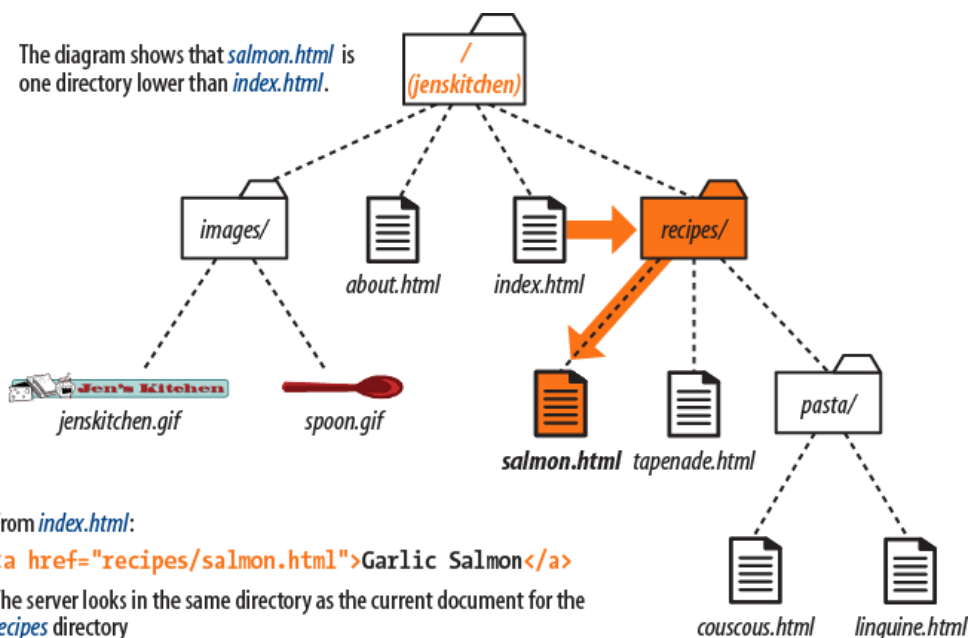 The diagram shows that salmon.html is
one directory lower than index.html.
/
(jenskitchen)
images/
about.html
index.html
recipes/
Jen's Kitchen
jenskitchen.gif
spoon.gif
salmon.html
tapenade.html
pasta/
couscous.html
linguine.html
rom index.html:
a href="recipes/salmon.html">Garlic Salmon</a>
he server looks in the same directory as the current document for the
ecipes directory